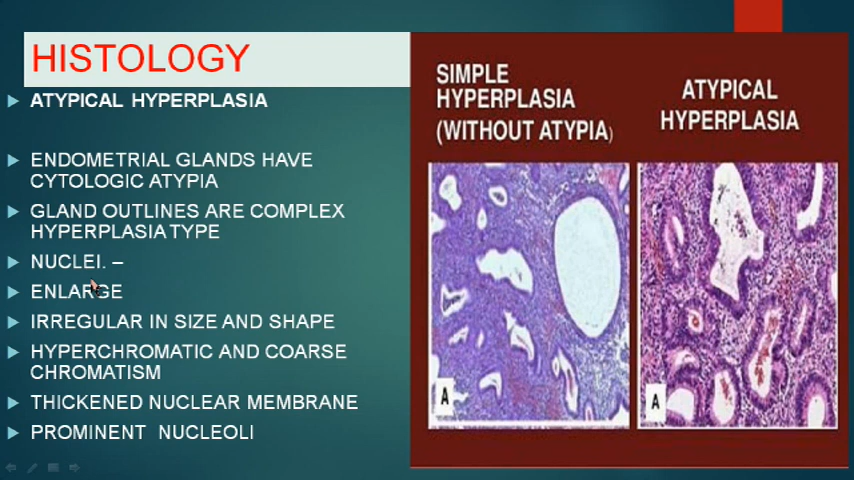 HISTOLOGY
ATYPICAL HYPERPLASIA
ENDOMETRIAL GLANDS HAVE
CYTOLOGIC ATYPIA
GLAND OUTLINES ARE COMPLEX
HYPERPLASIA TYPE
NUCLEI. –
ENLARGE
IRREGULAR IN SIZE AND SHAPE
HYPERCHROMATIC AND COARSE
CHROMATISM
THICKENED NUCLEAR MEMBRANE
PROMINENT NUCLEOLI
SIMPLE
HYPERPLASIA
(WITHOUT ATYPIA)
ATYPICAL
HYPERPLASIA
A
A